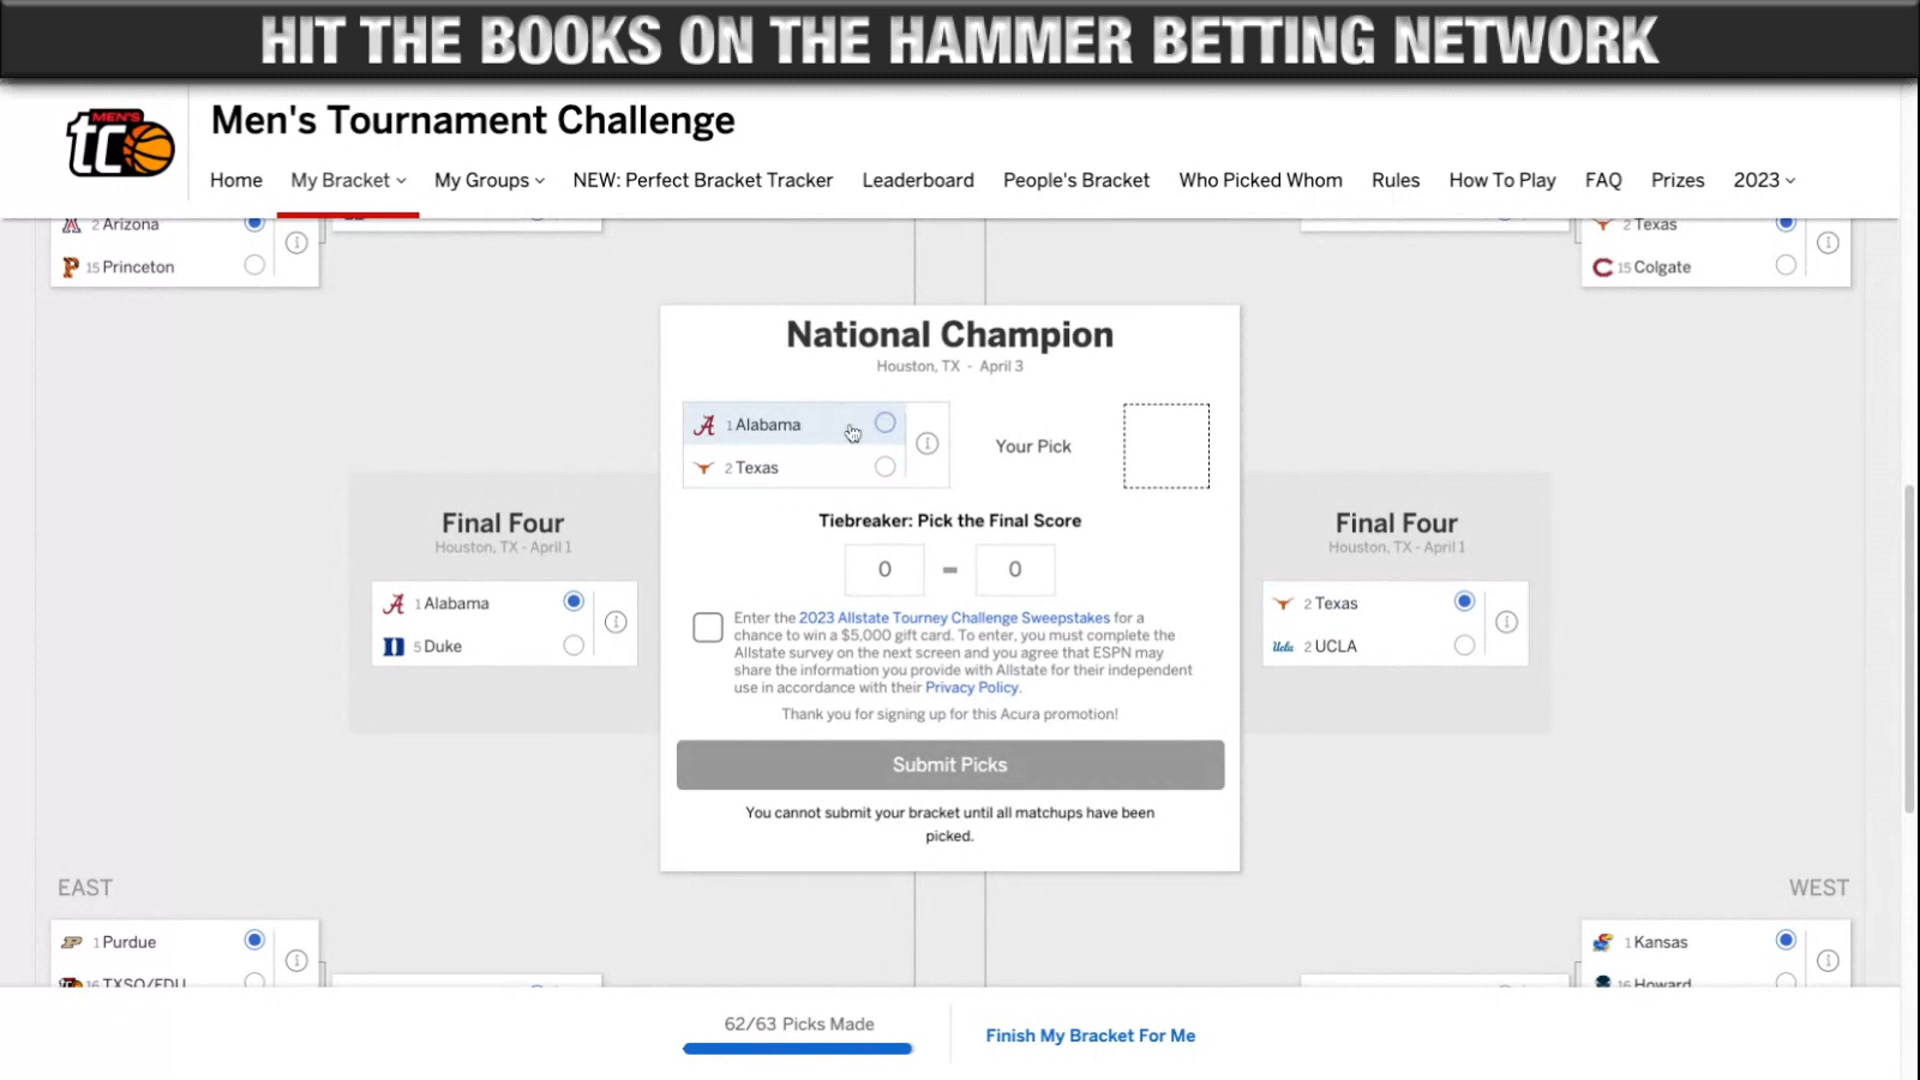 HIT THE BOOKS ON THE HAMMER BETTING NETWORK
MEN'S
tc
Men's Tournament Challenge
Home My Bracket My Groups NEW: Perfect Bracket Tracker Leaderboard People's Bracket Who Picked Whom Rules How To Play FAQ Prizes 2023
2 Arizona
15 Princeton
2 Texas
15 Colgate
National Champion
Houston, TX - April 3
1 Alabama
2 Texas
Your Pick
Tiebreaker: Pick the Final Score
0 - 0
Final Four
Houston, TX - April 1
1 Alabama
5 Duke
Final Four
Houston, TX - April 1
2 Texas
Ucla 2 UCLA
Enter the 2023 Allstate Tourney Challenge Sweepstakes for a
chance to win a $5,000 gift card. To enter, you must complete the
Allstate survey on the next screen and you agree that ESPN may
share the information you provide with Allstate for their independent
use in accordance with their Privacy Policy.
Thank you for signing up for this Acura promotion!
Submit Picks
You cannot submit your bracket until all matchups have been
picked.
EAST
WEST
1 Purdue
16 TXSO/FDU
1 Kansas
16 Howard
62/63 Picks Made
Finish My Bracket For Me